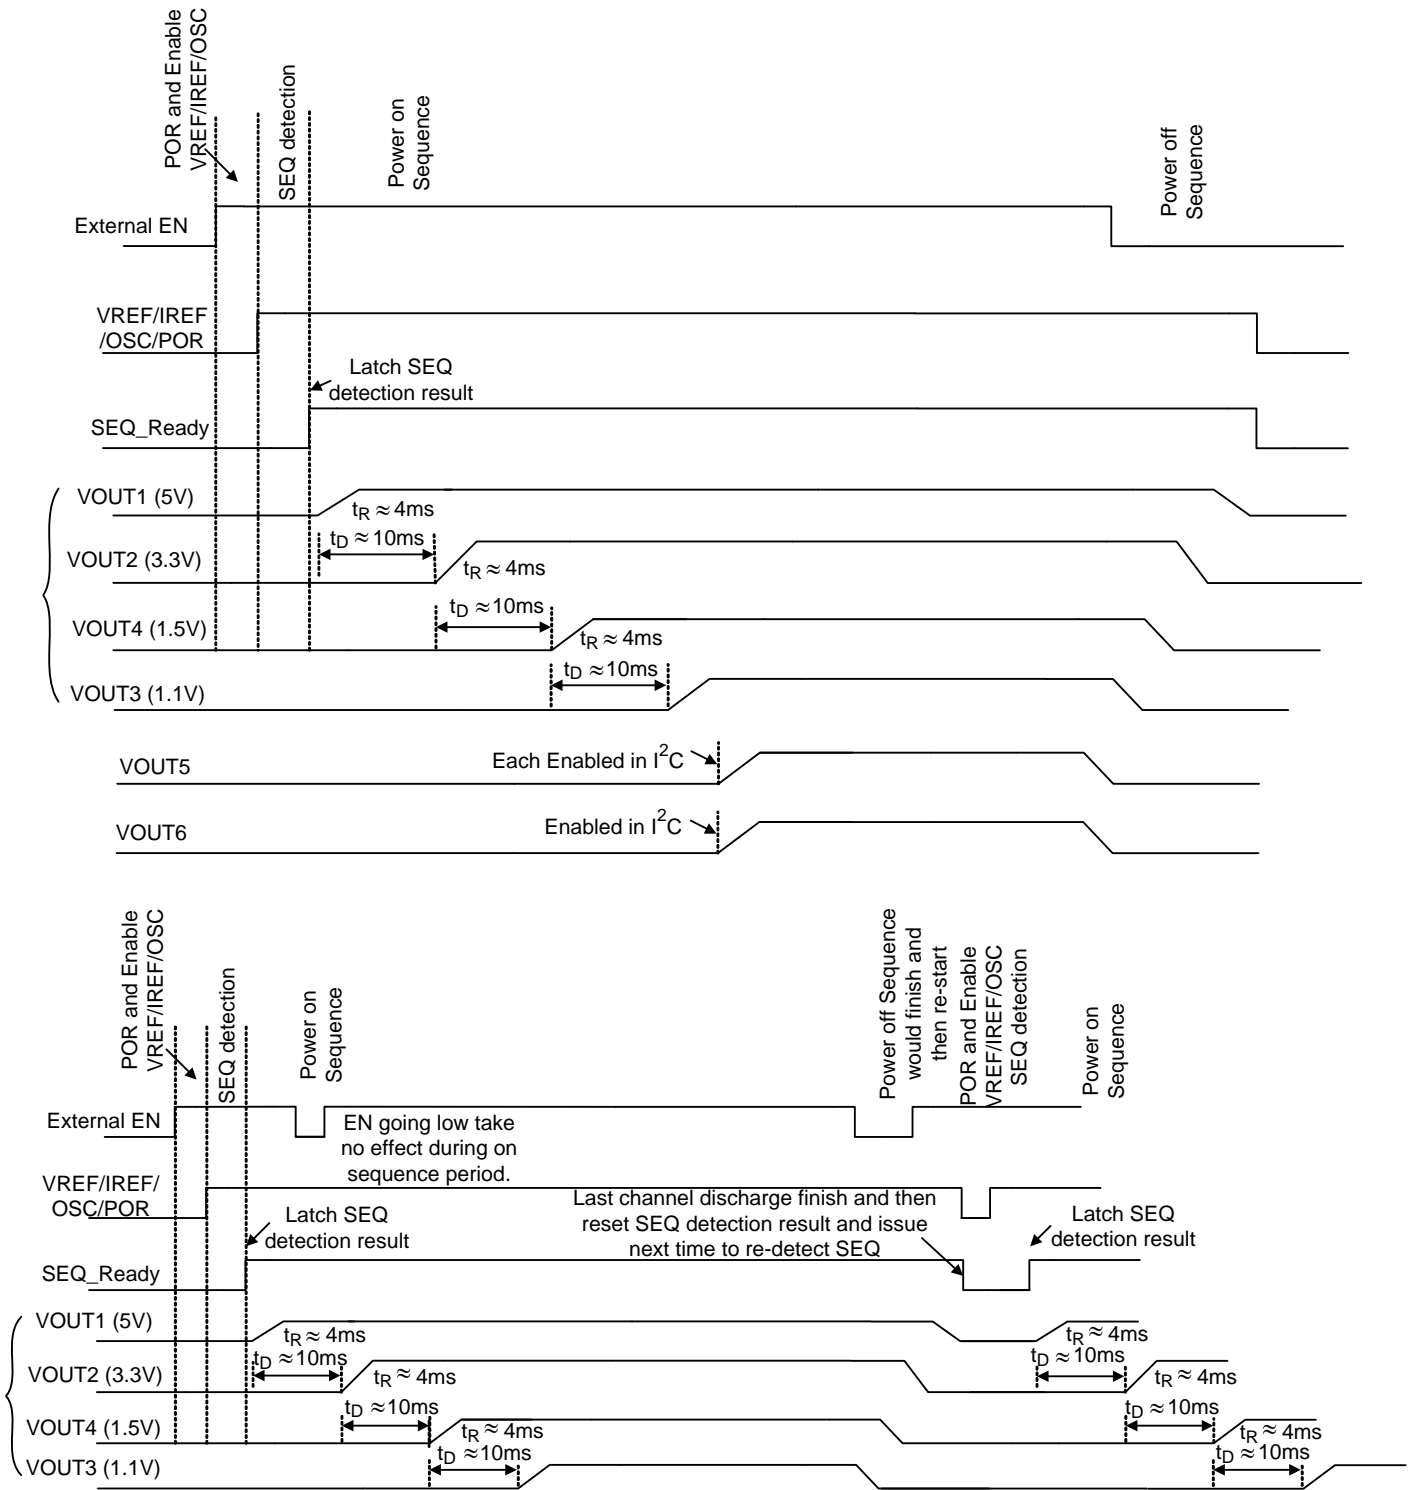 POR and Enable
VREF/IREF/OSC
SEQ detection
Power on
Sequence
Power off
Sequence
External EN
VREF/IREF
/OSC/POR
Latch SEQ
detection result
SEQ_Ready
VOUT1 (5V)
tR ≈ 4ms
tD ≈10ms
VOUT2 (3.3V)
tR ≈ 4ms
tD ≈10ms
VOUT4 (1.5V)
tR ≈ 4ms
tD ≈10ms
VOUT3 (1.1V)
Each Enabled in I2C
VOUT5
Enabled in I2C
VOUT6
POR and Enable
VREF/IREF/OSC
SEQ detection
Power on
Sequence
Power off Sequence
would finish and
then re-start
POR and Enable
VREF/IREF/OSC
SEQ detection
Power on
Sequence
External EN
EN going low take
no effect during on
sequence period.
VREF/IREF/
OSC/POR
Latch SEQ
detection result
Last channel discharge finish and then
reset SEQ detection result and issue
next time to re-detect SEQ
Latch SEQ
detection result
SEQ_Ready
VOUT1 (5V)
tR ≈ 4ms
tR ≈ 4ms
tD ≈10ms
tD ≈10ms
VOUT2 (3.3V)
tR ≈ 4ms
tR ≈ 4ms
tD ≈10ms
tD ≈10ms
VOUT4 (1.5V)
tR ≈ 4ms
tR ≈ 4ms
tD ≈10ms
tD ≈10ms
VOUT3 (1.1V)